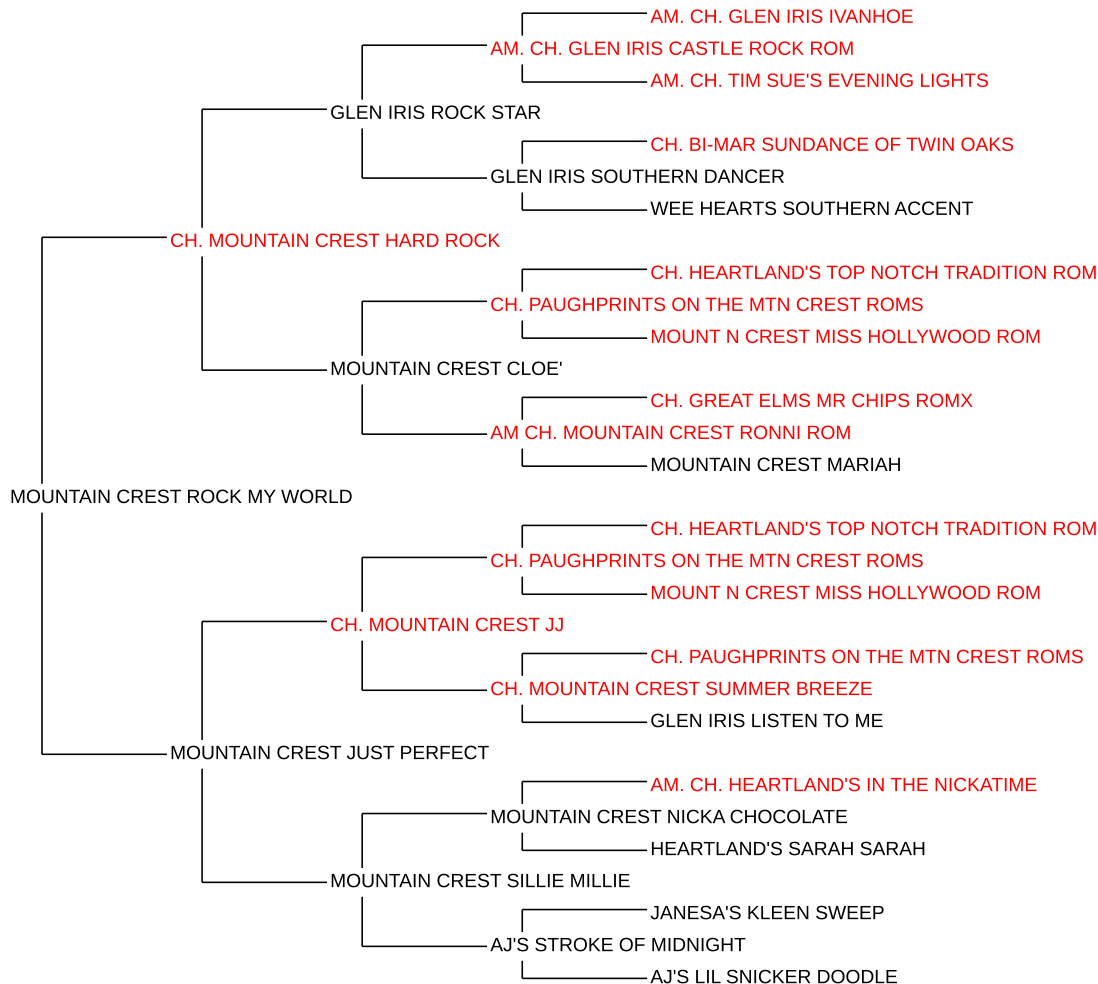 AM. CH. GLEN IRIS IVANHOE
AM. CH. GLEN IRIS CASTLE ROCK ROM
AM. CH. TIM SUE'S EVENING LIGHTS
GLEN IRIS ROCK STAR
CH. BI-MAR SUNDANCE OF TWIN OAKS
GLEN IRIS SOUTHERN DANCER
WEE HEARTS SOUTHERN ACCENT
CH. MOUNTAIN CREST HARD ROCK
CH. HEARTLAND'S TOP NOTCH TRADITION ROM
CH. PAUGHPRINTS ON THE MTN CREST ROMS
MOUNT N CREST MISS HOLLYWOOD ROM
MOUNTAIN CREST CLOE'
CH. GREAT ELMS MR CHIPS ROMX
AM CH. MOUNTAIN CREST RONNI ROM
MOUNTAIN CREST MARIAH
MOUNTAIN CREST ROCK MY WORLD
CH. HEARTLAND'S TOP NOTCH TRADITION ROM
CH. PAUGHPRINTS ON THE MTN CREST ROMS
MOUNT N CREST MISS HOLLYWOOD ROM
CH. MOUNTAIN CREST JJ
CH. PAUGHPRINTS ON THE MTN CREST ROMS
CH. MOUNTAIN CREST SUMMER BREEZE
GLEN IRIS LISTEN TO ME
MOUNTAIN CREST JUST PERFECT
AM. CH. HEARTLAND'S IN THE NICKATIME
MOUNTAIN CREST NICKA CHOCOLATE
HEARTLAND'S SARAH SARAH
MOUNTAIN CREST SILLIE MILLIE
JANESA'S KLEEN SWEEP
AJ'S STROKE OF MIDNIGHT
AJ'S LIL SNICKER DOODLE